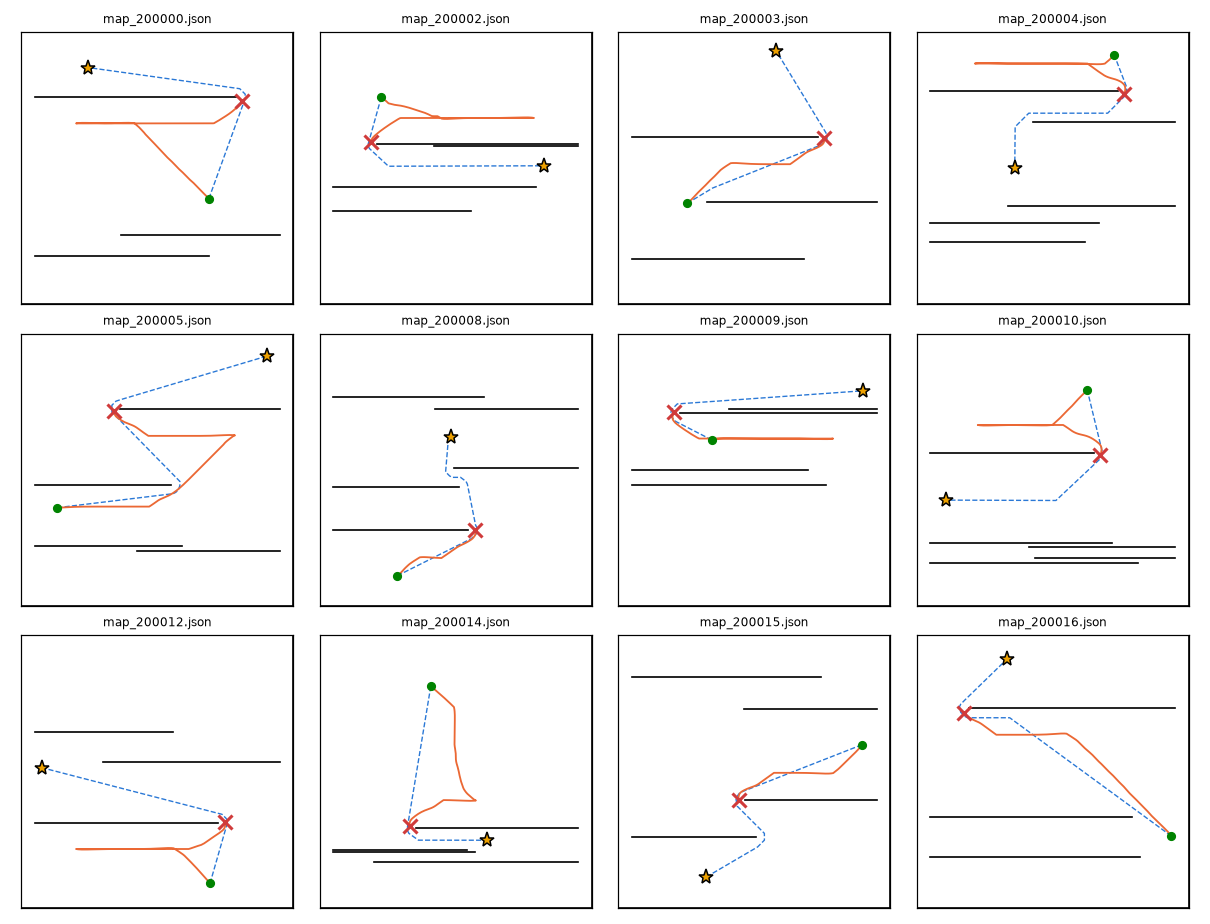 map_200000.json
map_200002.json
map_200003.json
map_200004.json
map_200005.json
map_200008.json
map_200009.json
map_200010.json
map_200012.json
map_200014.json
map_200015.json
map_200016.json